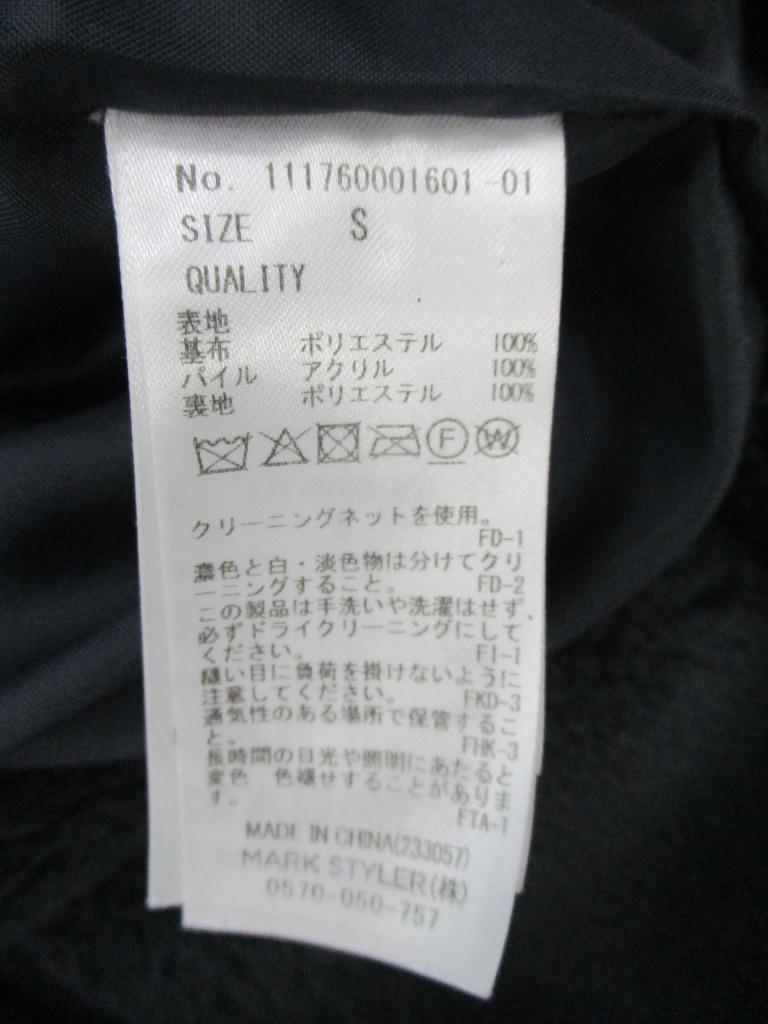 No. 111760001601-01
SIZE S
QUALITY
表地
基布 ポリエステル 100%
パイル アクリル 100%
裏地 ポリエステル 100%
F W
クリーニングネットを使用。
FD-1
濃色と白・淡色物は分けてクリ
ーニングすること。 FD-2
この製品は手洗いや洗濯はせず、
必ずドライクリーニングにして
ください。 FI-1
縫い目に負荷を掛けないように
注意してください。 FKD-3
通気性のある場所で保管するこ
と。 FHK-3
長時間の日光や照明にあたると
変色 色褪せすることがありま
す。 FTA-1
MADE IN CHINA(233057)
MARK STYLER(株)
0570-050-757